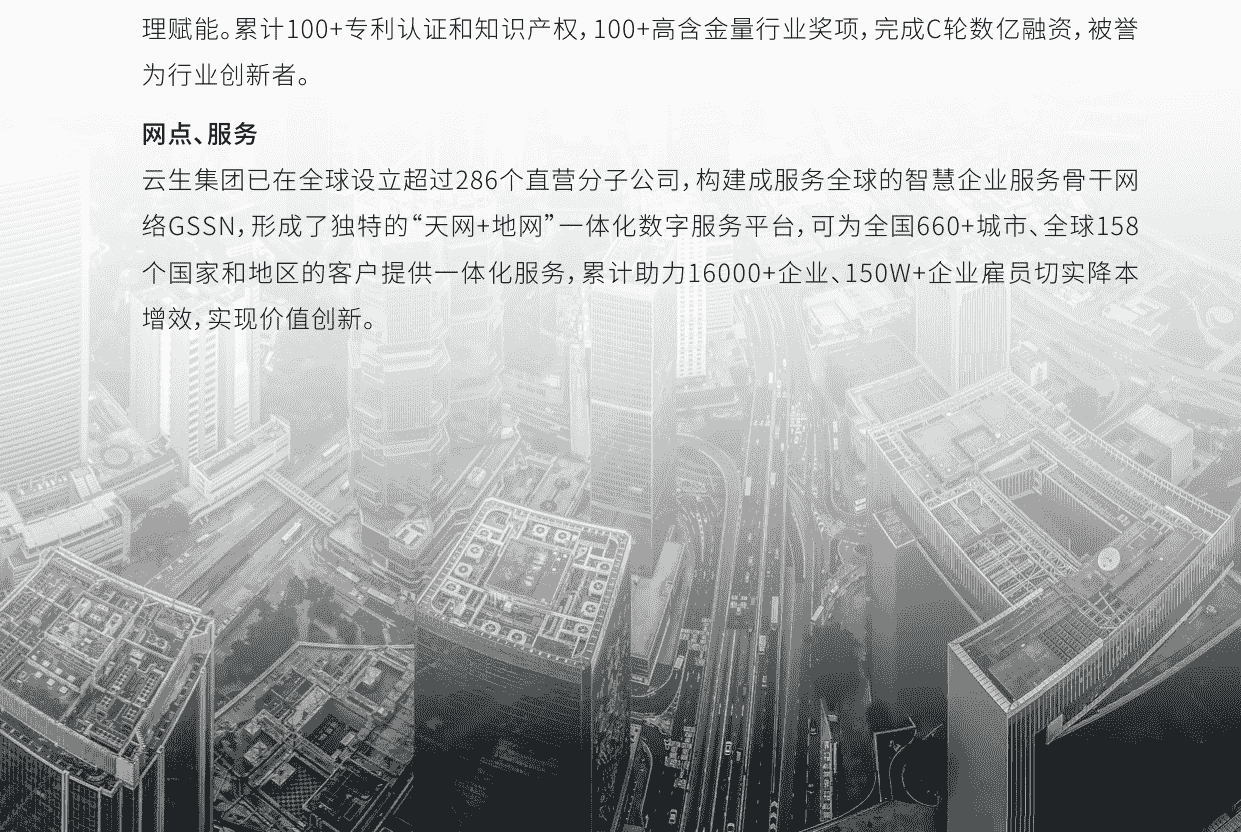 理赋能。累计100+专利认证和知识产权，100+高含金量行业奖项，完成C轮数亿融资，被誉
为行业创新者。
网点、服务
云生集团已在全球设立超过286个直营分子公司，构建成服务全球的智慧企业服务骨干网
络GSSN，形成了独特的“天网+地网”一体化数字服务平台，可为全国660+城市、全球158
个国家和地区的客户提供一体化服务，累计助力16000+企业、150W+企业雇员切实降本
增效，实现价值创新。